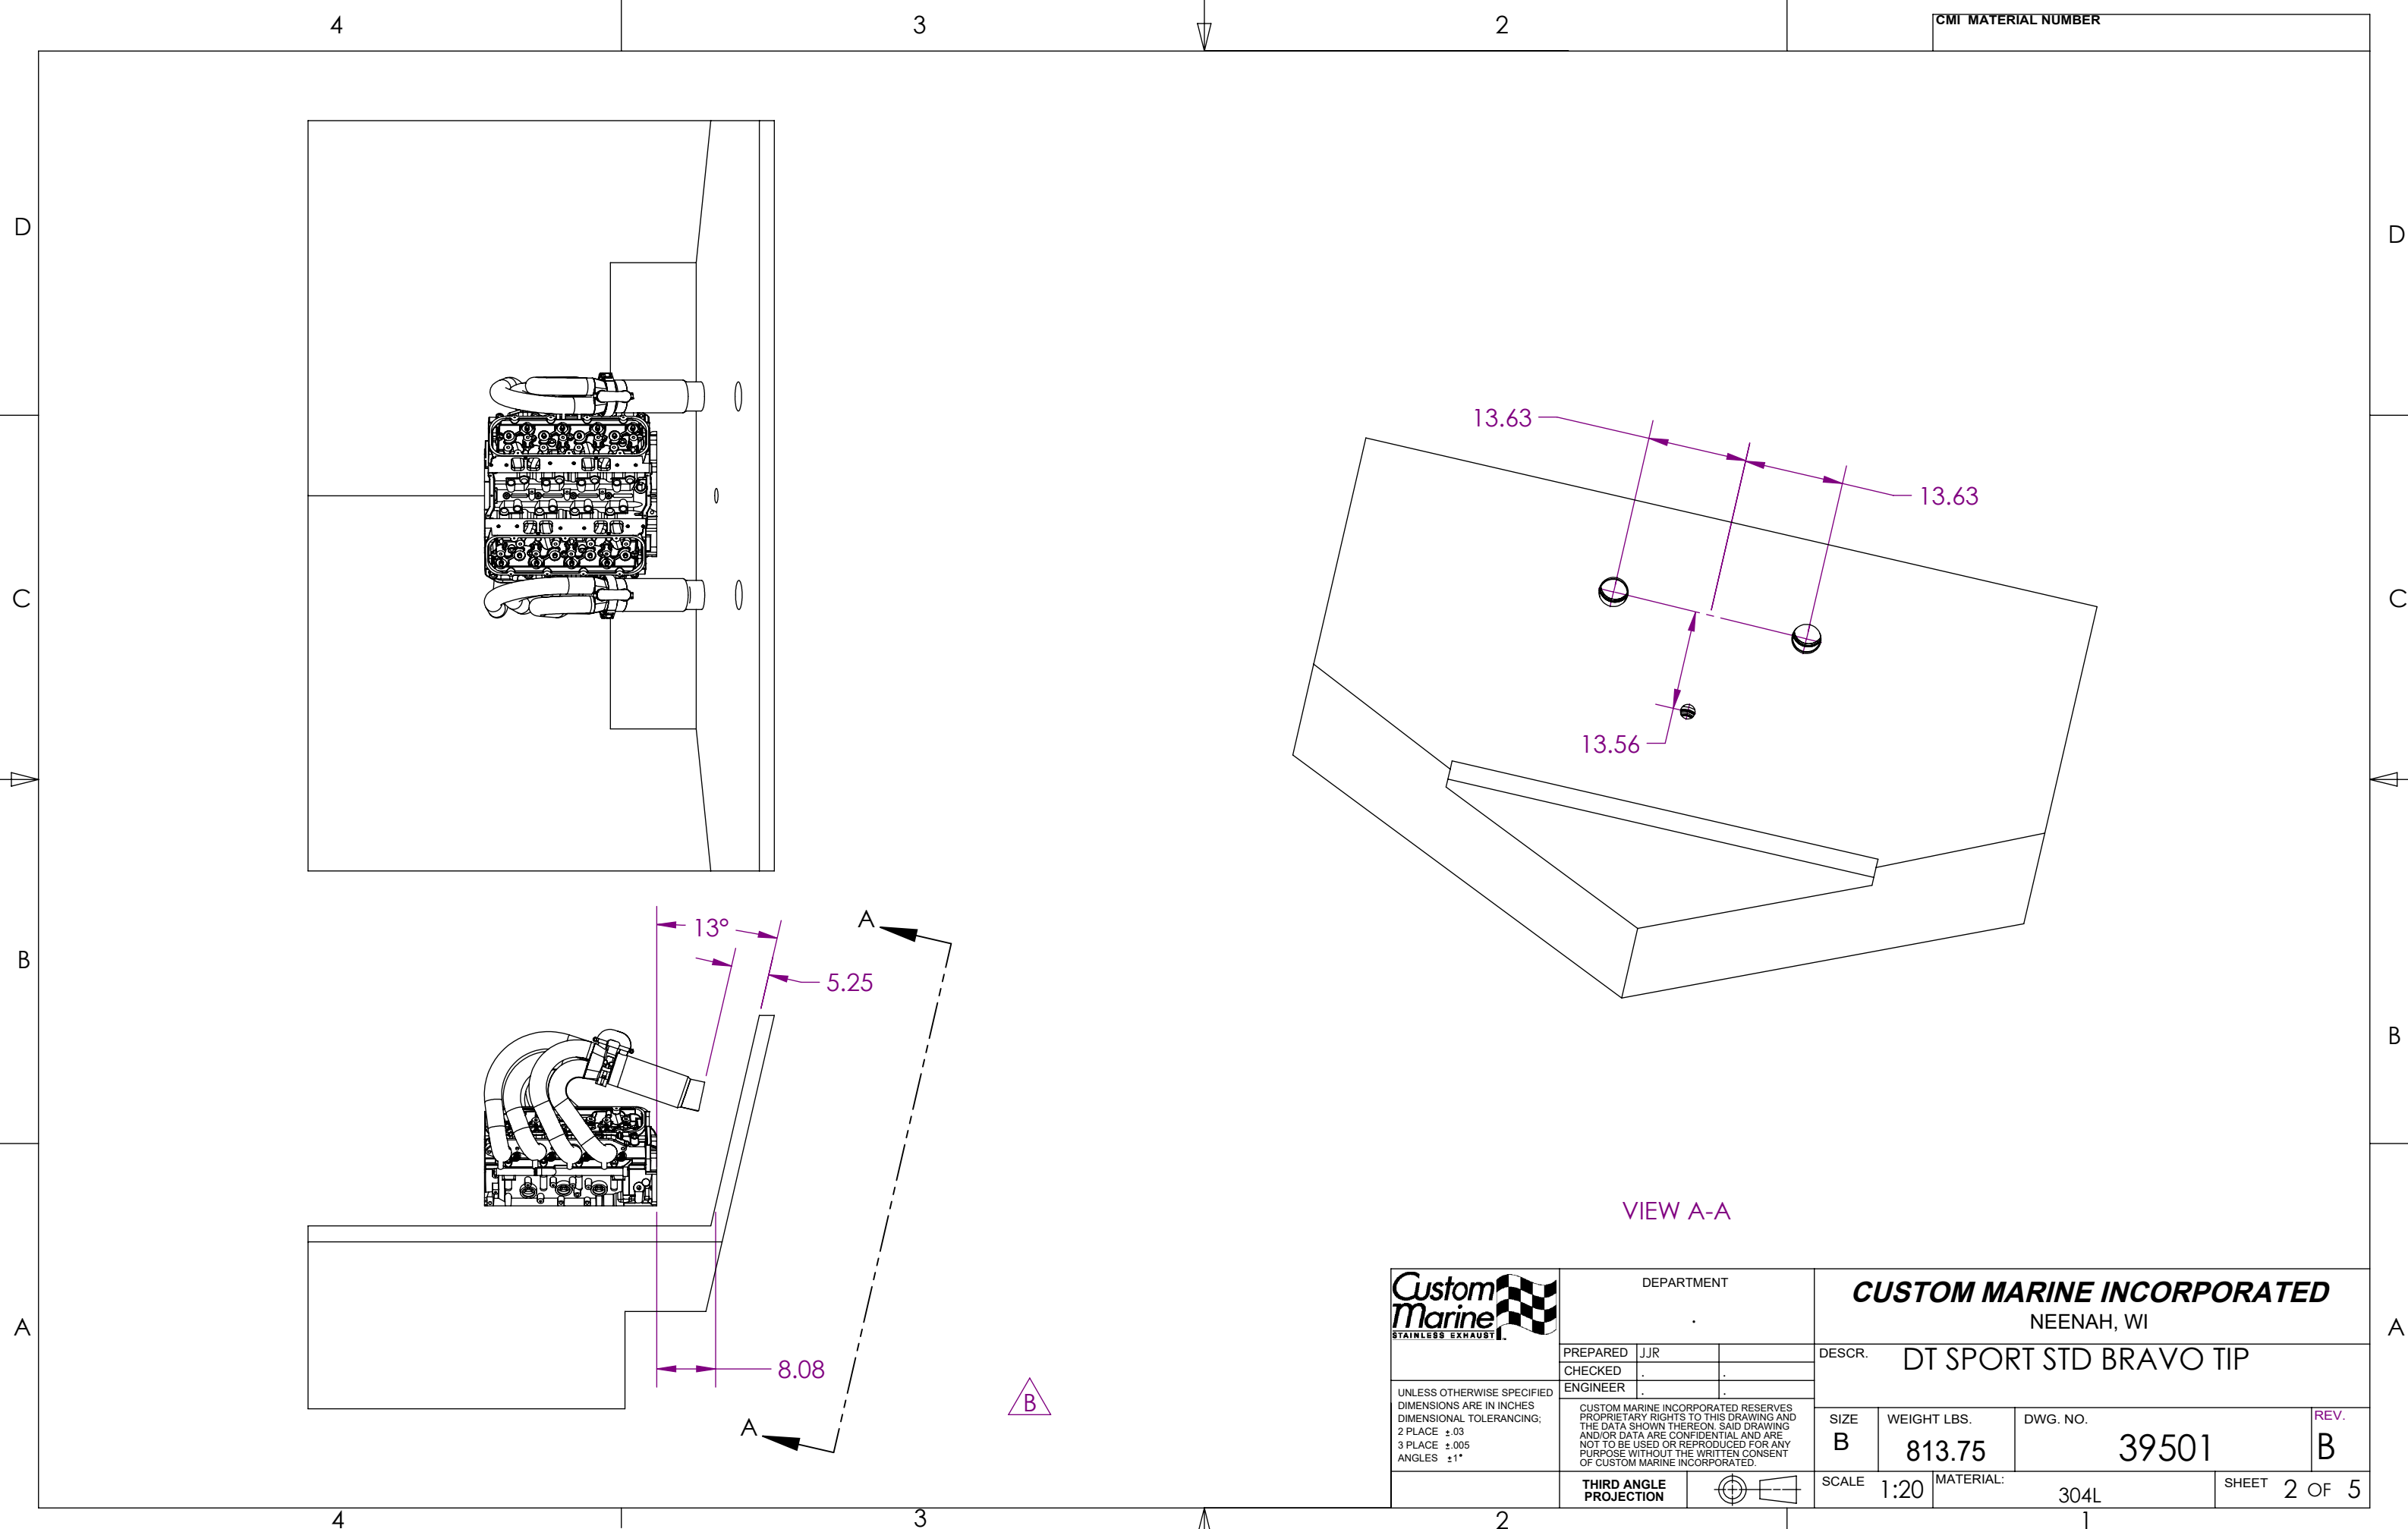 4
3
2
CMI MATERIAL NUMBER
D
D
13.63
13.63
C
C
13.56
13°
A
5.25
B
B
VIEW A-A
A
A
8.08
B
A
Custom
Marine
STAINLESS EXHAUST
DEPARTMENT
.
CUSTOM MARINE INCORPORATED
NEENAH, WI
PREPARED JJR
CHECKED . .
ENGINEER . .
DESCR. DT SPORT STD BRAVO TIP
UNLESS OTHERWISE SPECIFIED
DIMENSIONS ARE IN INCHES
DIMENSIONAL TOLERANCING;
2 PLACE ±.03
3 PLACE ±.005
ANGLES ±1°
CUSTOM MARINE INCORPORATED RESERVES
PROPRIETARY RIGHTS TO THIS DRAWING AND
THE DATA SHOWN THEREON. SAID DRAWING
AND/OR DATA ARE CONFIDENTIAL AND ARE
NOT TO BE USED OR REPRODUCED FOR ANY
PURPOSE WITHOUT THE WRITTEN CONSENT
OF CUSTOM MARINE INCORPORATED.
SIZE
B
WEIGHT LBS.
813.75
DWG. NO.
39501
REV.
B
THIRD ANGLE
PROJECTION
SCALE 1:20
MATERIAL:
304L
SHEET 2 OF 5
4
3
2
1